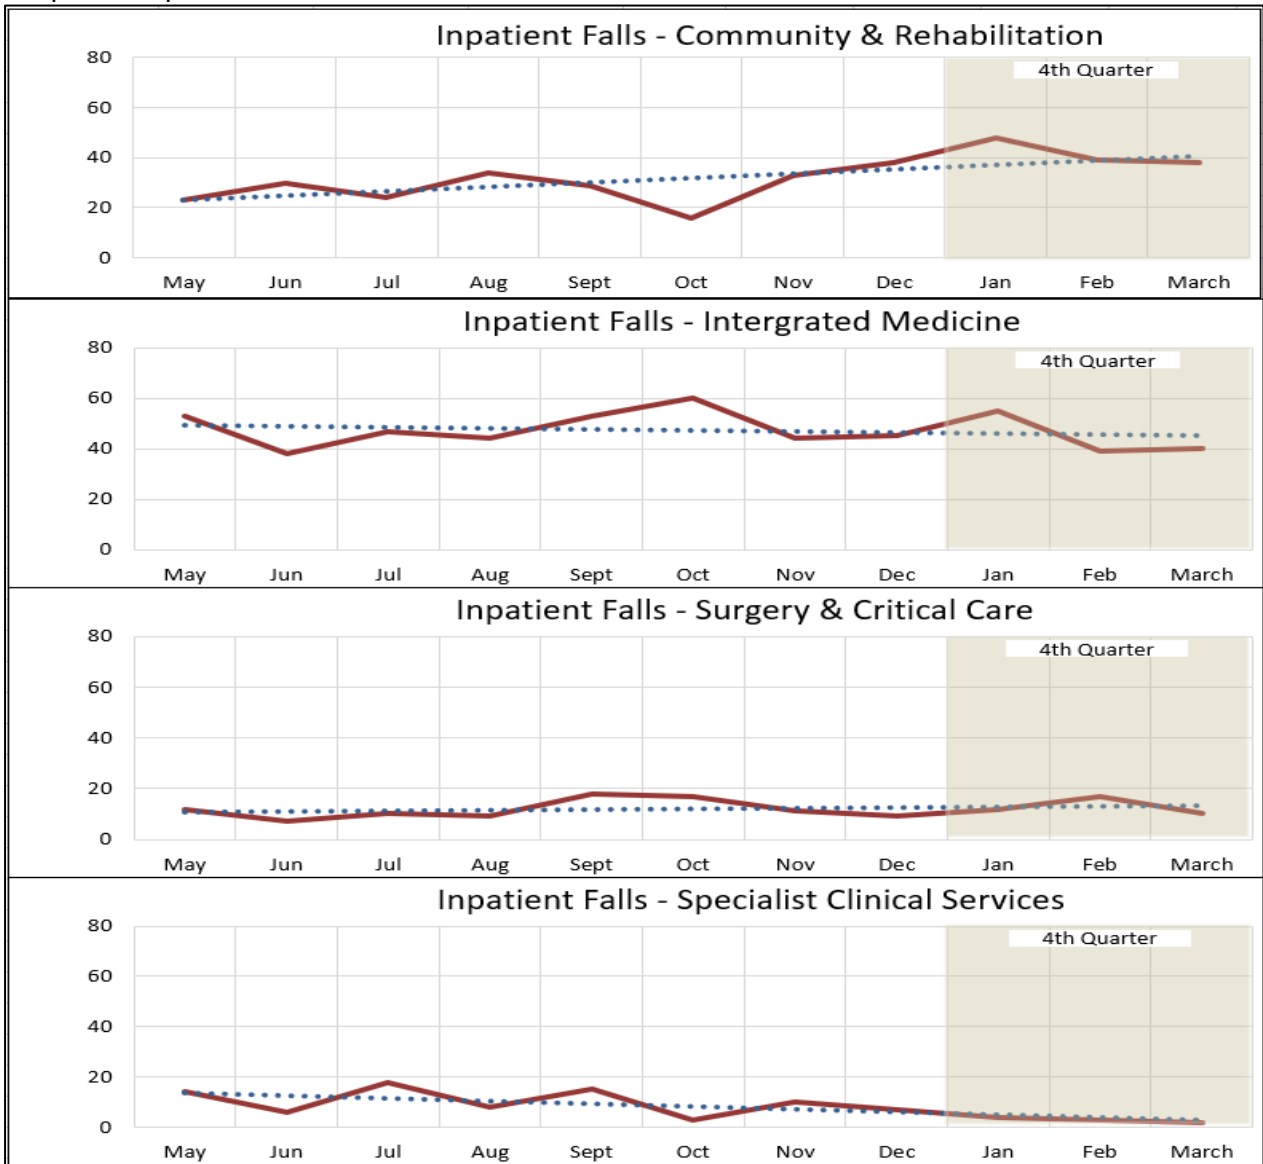 Inpatient Falls - Community & Rehabilitation
4th Quarter
80
60
40
20
0
May Jun Jul Aug Sept Oct Nov Dec Jan Feb March
Inpatient Falls - Intergrated Medicine
4th Quarter
80
60
40
20
0
May Jun Jul Aug Sept Oct Nov Dec Jan Feb March
Inpatient Falls - Surgery & Critical Care
4th Quarter
80
60
40
20
0
May Jun Jul Aug Sept Oct Nov Dec Jan Feb March
Inpatient Falls - Specialist Clinical Services
4th Quarter
80
60
40
20
0
May Jun Jul Aug Sept Oct Nov Dec Jan Feb March